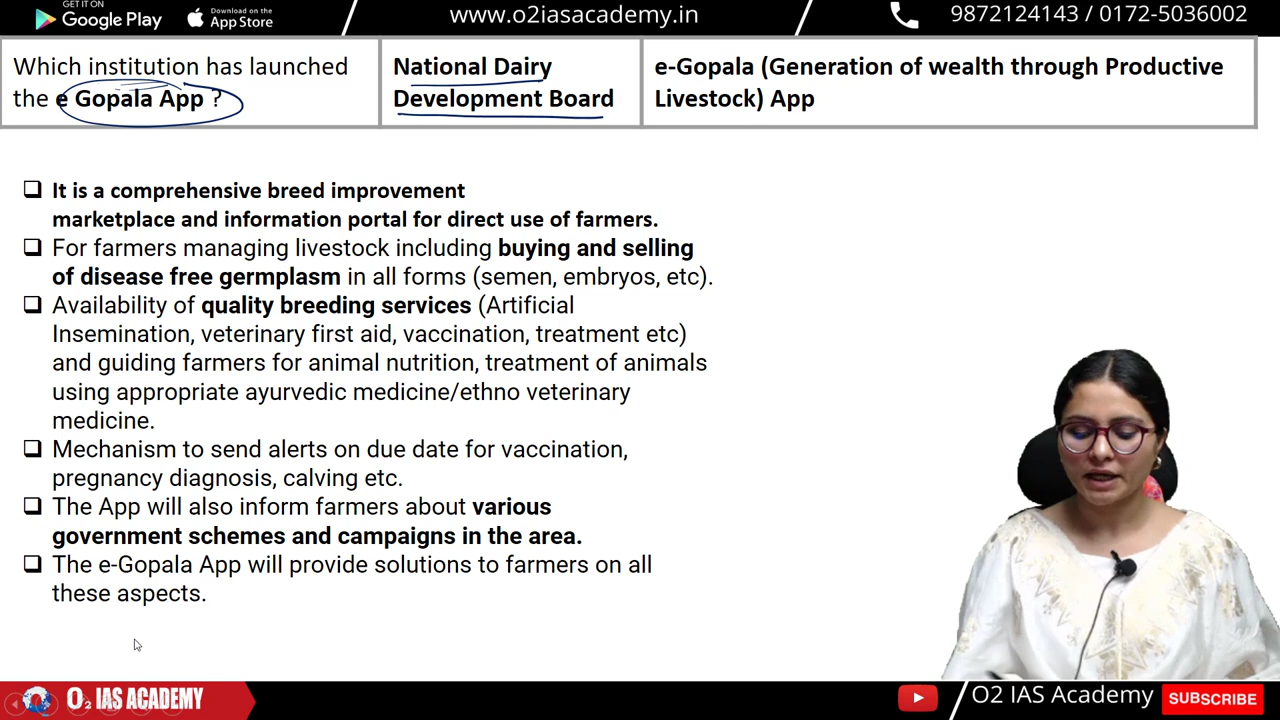 GET IT ON
Google Play
Download on the
App Store
www.o2iasacademy.in
9872124143 / 0172-5036002
Which institution has launched
the e Gopala App ?
National Dairy
Development Board
e-Gopala (Generation of wealth through Productive
Livestock) App
❑ It is a comprehensive breed improvement
marketplace and information portal for direct use of farmers.
❑ For farmers managing livestock including buying and selling
of disease free germplasm in all forms (semen, embryos, etc).
❑ Availability of quality breeding services (Artificial
Insemination, veterinary first aid, vaccination, treatment etc)
and guiding farmers for animal nutrition, treatment of animals
using appropriate ayurvedic medicine/ethno veterinary
medicine.
❑ Mechanism to send alerts on due date for vaccination,
pregnancy diagnosis, calving etc.
❑ The App will also inform farmers about various
government schemes and campaigns in the area.
❑ The e-Gopala App will provide solutions to farmers on all
these aspects.
O2 IAS ACADEMY
O2 IAS Academy
SUBSCRIBE